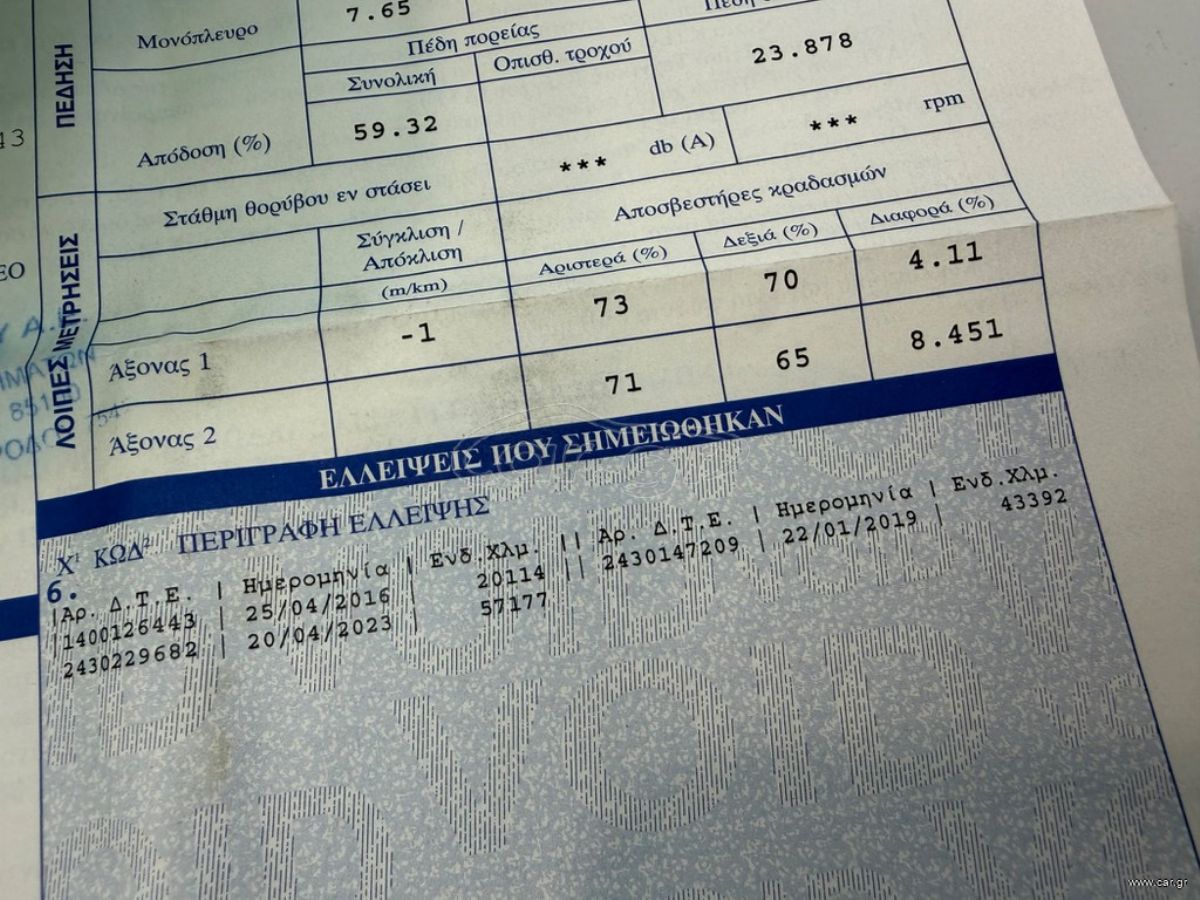 ΠΕΔΗΣΗ
Μονόπλευρο 7.65
Πέδη πορείας
Συνολική Οπισθ. τροχού 23.878
Απόδοση (%) 59.32
ΛΟΙΠΕΣ ΜΕΤΡΗΣΕΙΣ
Στάθμη θορύβου εν στάσει *** db (A) *** rpm
Σύγκλιση / Απόκλιση (m/km)
Αποσβεστήρες κραδασμών
Αριστερά (%) Δεξιά (%) Διαφορά (%)
Άξονας 1 -1 73 70 4.11
Άξονας 2 71 65 8.451
ΕΛΛΕΙΨΕΙΣ ΠΟΥ ΣΗΜΕΙΩΘΗΚΑΝ
Χ¹ ΚΩΔ² ΠΕΡΙΓΡΑΦΗ ΕΛΛΕΙΨΗΣ
6.
|Αρ. Δ.Τ.Ε. | Ημερομηνία | Ενδ.Χλμ. || Αρ. Δ.Τ.Ε. | Ημερομηνία | Ενδ.Χλμ.
|1400126443 | 25/04/2016 | 20114 || 2430147209 | 22/01/2019 | 43392
2430229682 | 20/04/2023 | 57177
VOID
www.car.gr